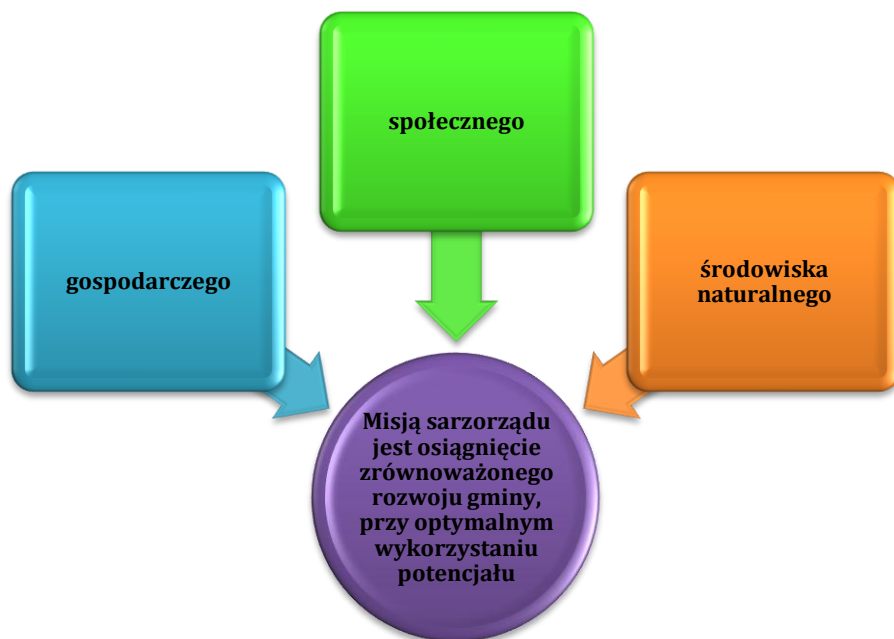 społecznego
gospodarczego
środowiska
naturalnego
Misją sarzorządu
jest osiągnięcie
zrównoważonego
rozwoju gminy,
przy optymalnym
wykorzystaniu
potencjału